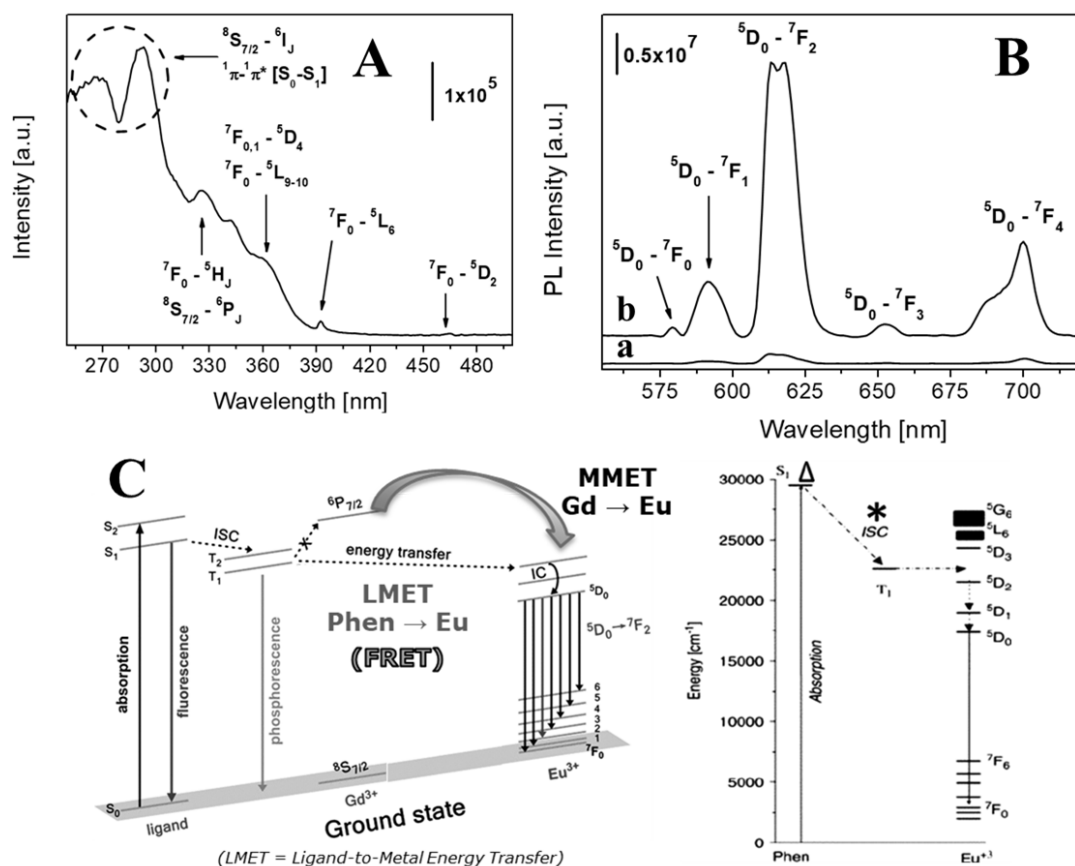 A
⁸S₇/₂ - ⁶I_J
¹π-¹π* [S₀-S₁]
1x10⁵
⁷F₀,₁ - ⁵D₄
⁷F₀ - ⁵L₉₋₁₀
⁷F₀ - ⁵L₆
⁷F₀ - ⁵D₂
⁷F₀ - ⁵H_J
⁸S₇/₂ - ⁶P_J
Intensity [a.u.]
270 300 330 360 390 420 450 480
Wavelength [nm]
B
0.5x10⁷
⁵D₀ - ⁷F₂
⁵D₀ - ⁷F₁
⁵D₀ - ⁷F₄
⁵D₀ - ⁷F₀
⁵D₀ - ⁷F₃
b
a
PL Intensity [a.u.]
575 600 625 650 675 700
Wavelength [nm]
C
MMET
Gd → Eu
⁶P₇/₂
S₂
S₁
ISC
T₂
T₁
*
energy transfer
IC
⁵D₀
LMET
Phen → Eu
(FRET)
⁵D₀→⁷F₂
absorption
fluorescence
phosphorescence
6
5
4
3
2
1
⁷F₀
⁸S₇/₂
S₀
ligand
Gd³⁺
Eu³⁺
Ground state
(LMET = Ligand-to-Metal Energy Transfer)
S₁ Δ
*
ISC
T₁
Absorption
⁵G₆
⁵L₆
⁵D₃
⁵D₂
⁵D₁
⁵D₀
⁷F₆
⁷F₀
Energy (cm⁻¹)
30000
25000
20000
15000
10000
5000
0
Phen
Eu⁺³